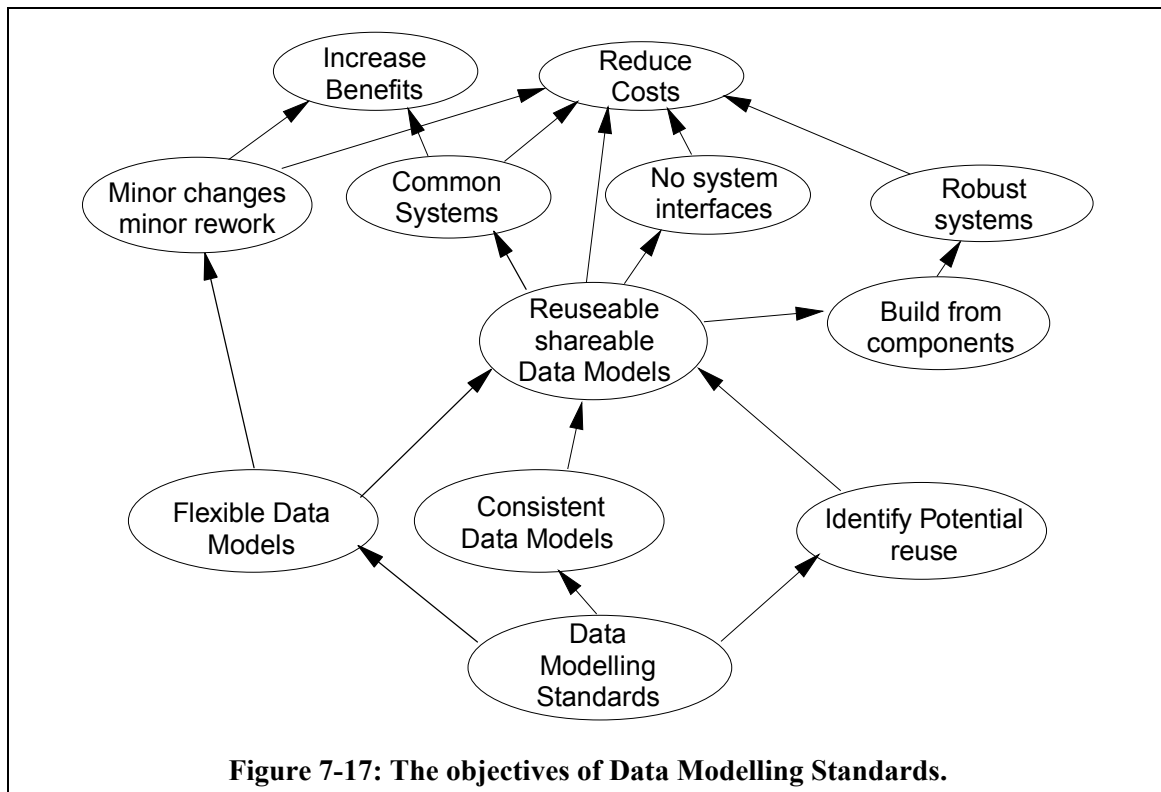 Increase
Benefits
Reduce
Costs
Minor changes
minor rework
Common
Systems
No system
interfaces
Robust
systems
Reuseable
shareable
Data Models
Build from
components
Flexible Data
Models
Consistent
Data Models
Identify Potential
reuse
Data
Modelling
Standards
Figure 7-17: The objectives of Data Modelling Standards.